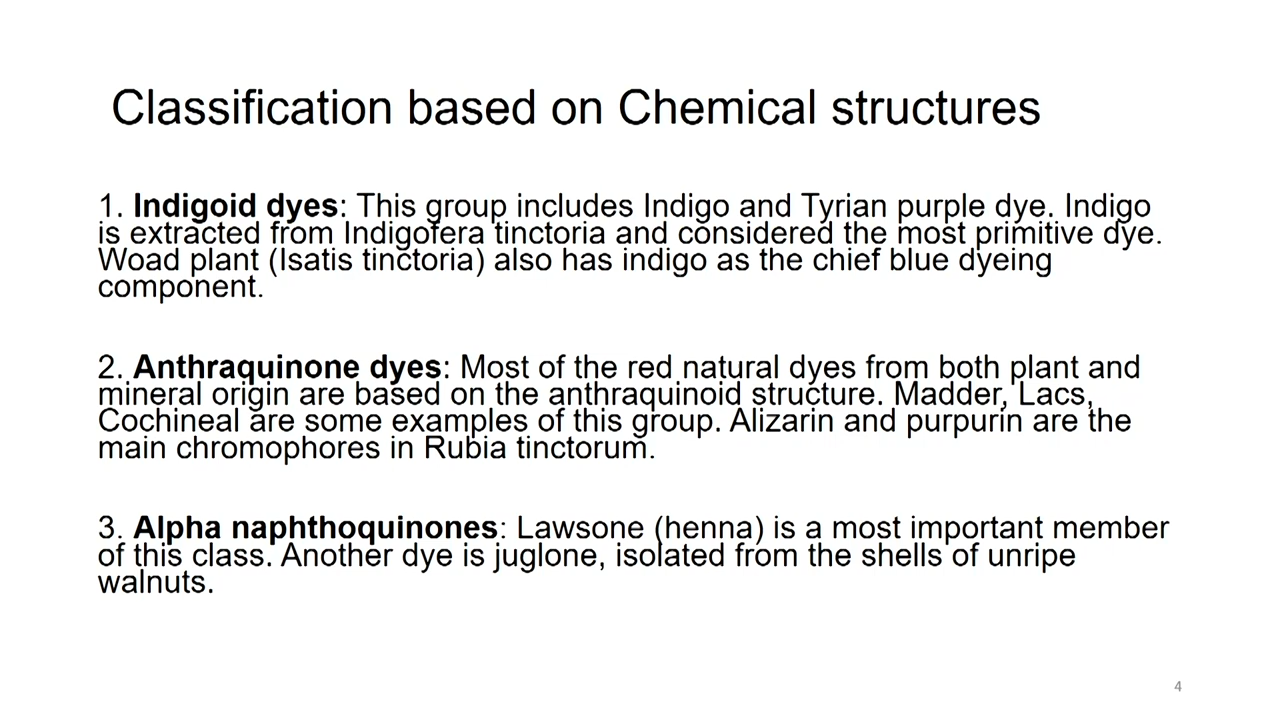 Classification based on Chemical structures
1. Indigoid dyes: This group includes Indigo and Tyrian purple dye. Indigo
is extracted from Indigofera tinctoria and considered the most primitive dye.
Woad plant (Isatis tinctoria) also has indigo as the chief blue dyeing
component.
2. Anthraquinone dyes: Most of the red natural dyes from both plant and
mineral origin are based on the anthraquinoid structure. Madder, Lacs,
Cochineal are some examples of this group. Alizarin and purpurin are the
main chromophores in Rubia tinctorum.
3. Alpha naphthoquinones: Lawsone (henna) is a most important member
of this class. Another dye is juglone, isolated from the shells of unripe
walnuts.
4